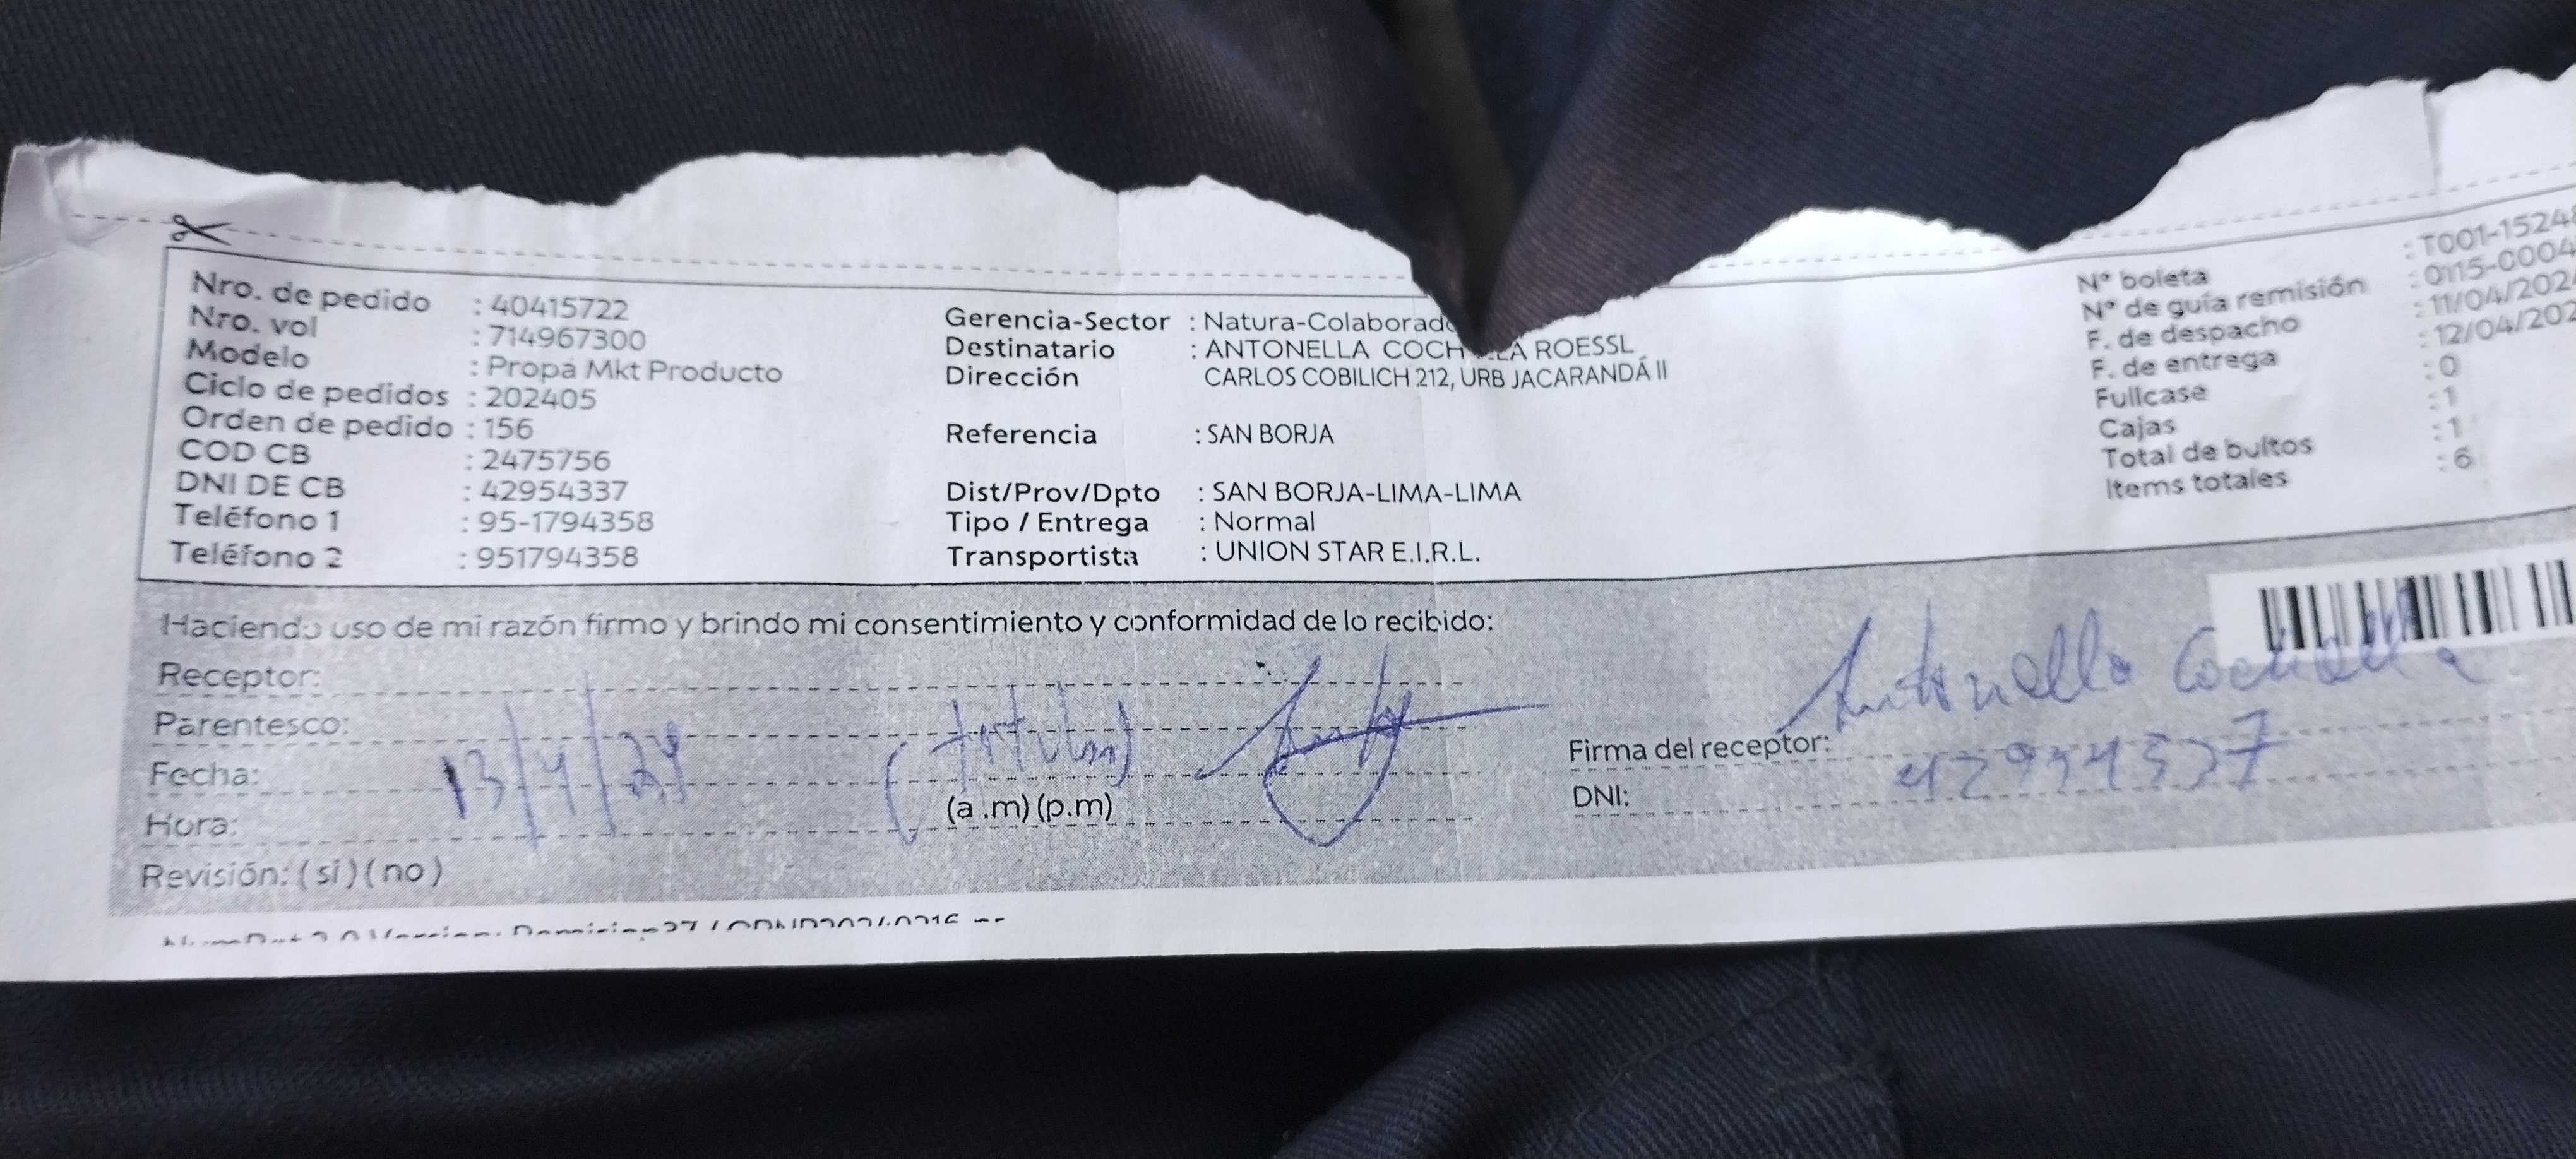 Nro. de pedido : 40415722
Nro. vol : 714967300
Modelo : Propa Mkt Producto
Ciclo de pedidos : 202405
Orden de pedido : 156
COD CB : 2475756
DNI DE CB : 42954337
Teléfono 1 : 95-1794358
Teléfono 2 : 951794358
Gerencia-Sector : Natura-Colaborado
Destinatario : ANTONELLA COCH LA ROESSL
Dirección CARLOS COBILICH 212, URB JACARANDÁ II
Referencia : SAN BORJA
Dist/Prov/Dpto : SAN BORJA-LIMA-LIMA
Tipo / Entrega : Normal
Transportista : UNION STAR E.I.R.L.
N° boleta : T001-1524
N° de guía remisión : 0115-0004
F. de despacho : 11/04/202
F. de entrega : 12/04/202
Fullcase : 0
Cajas : 1
Total de bultos : 1
Items totales : 6
Haciendo uso de mi razón firmo y brindo mi consentimiento y conformidad de lo recibido:
Receptor:
Parentesco:
Fecha: 13/4/24
Hora: (a .m) (p.m)
Revisión: (si) (no)
Antonella
Firma del receptor:
DNI: